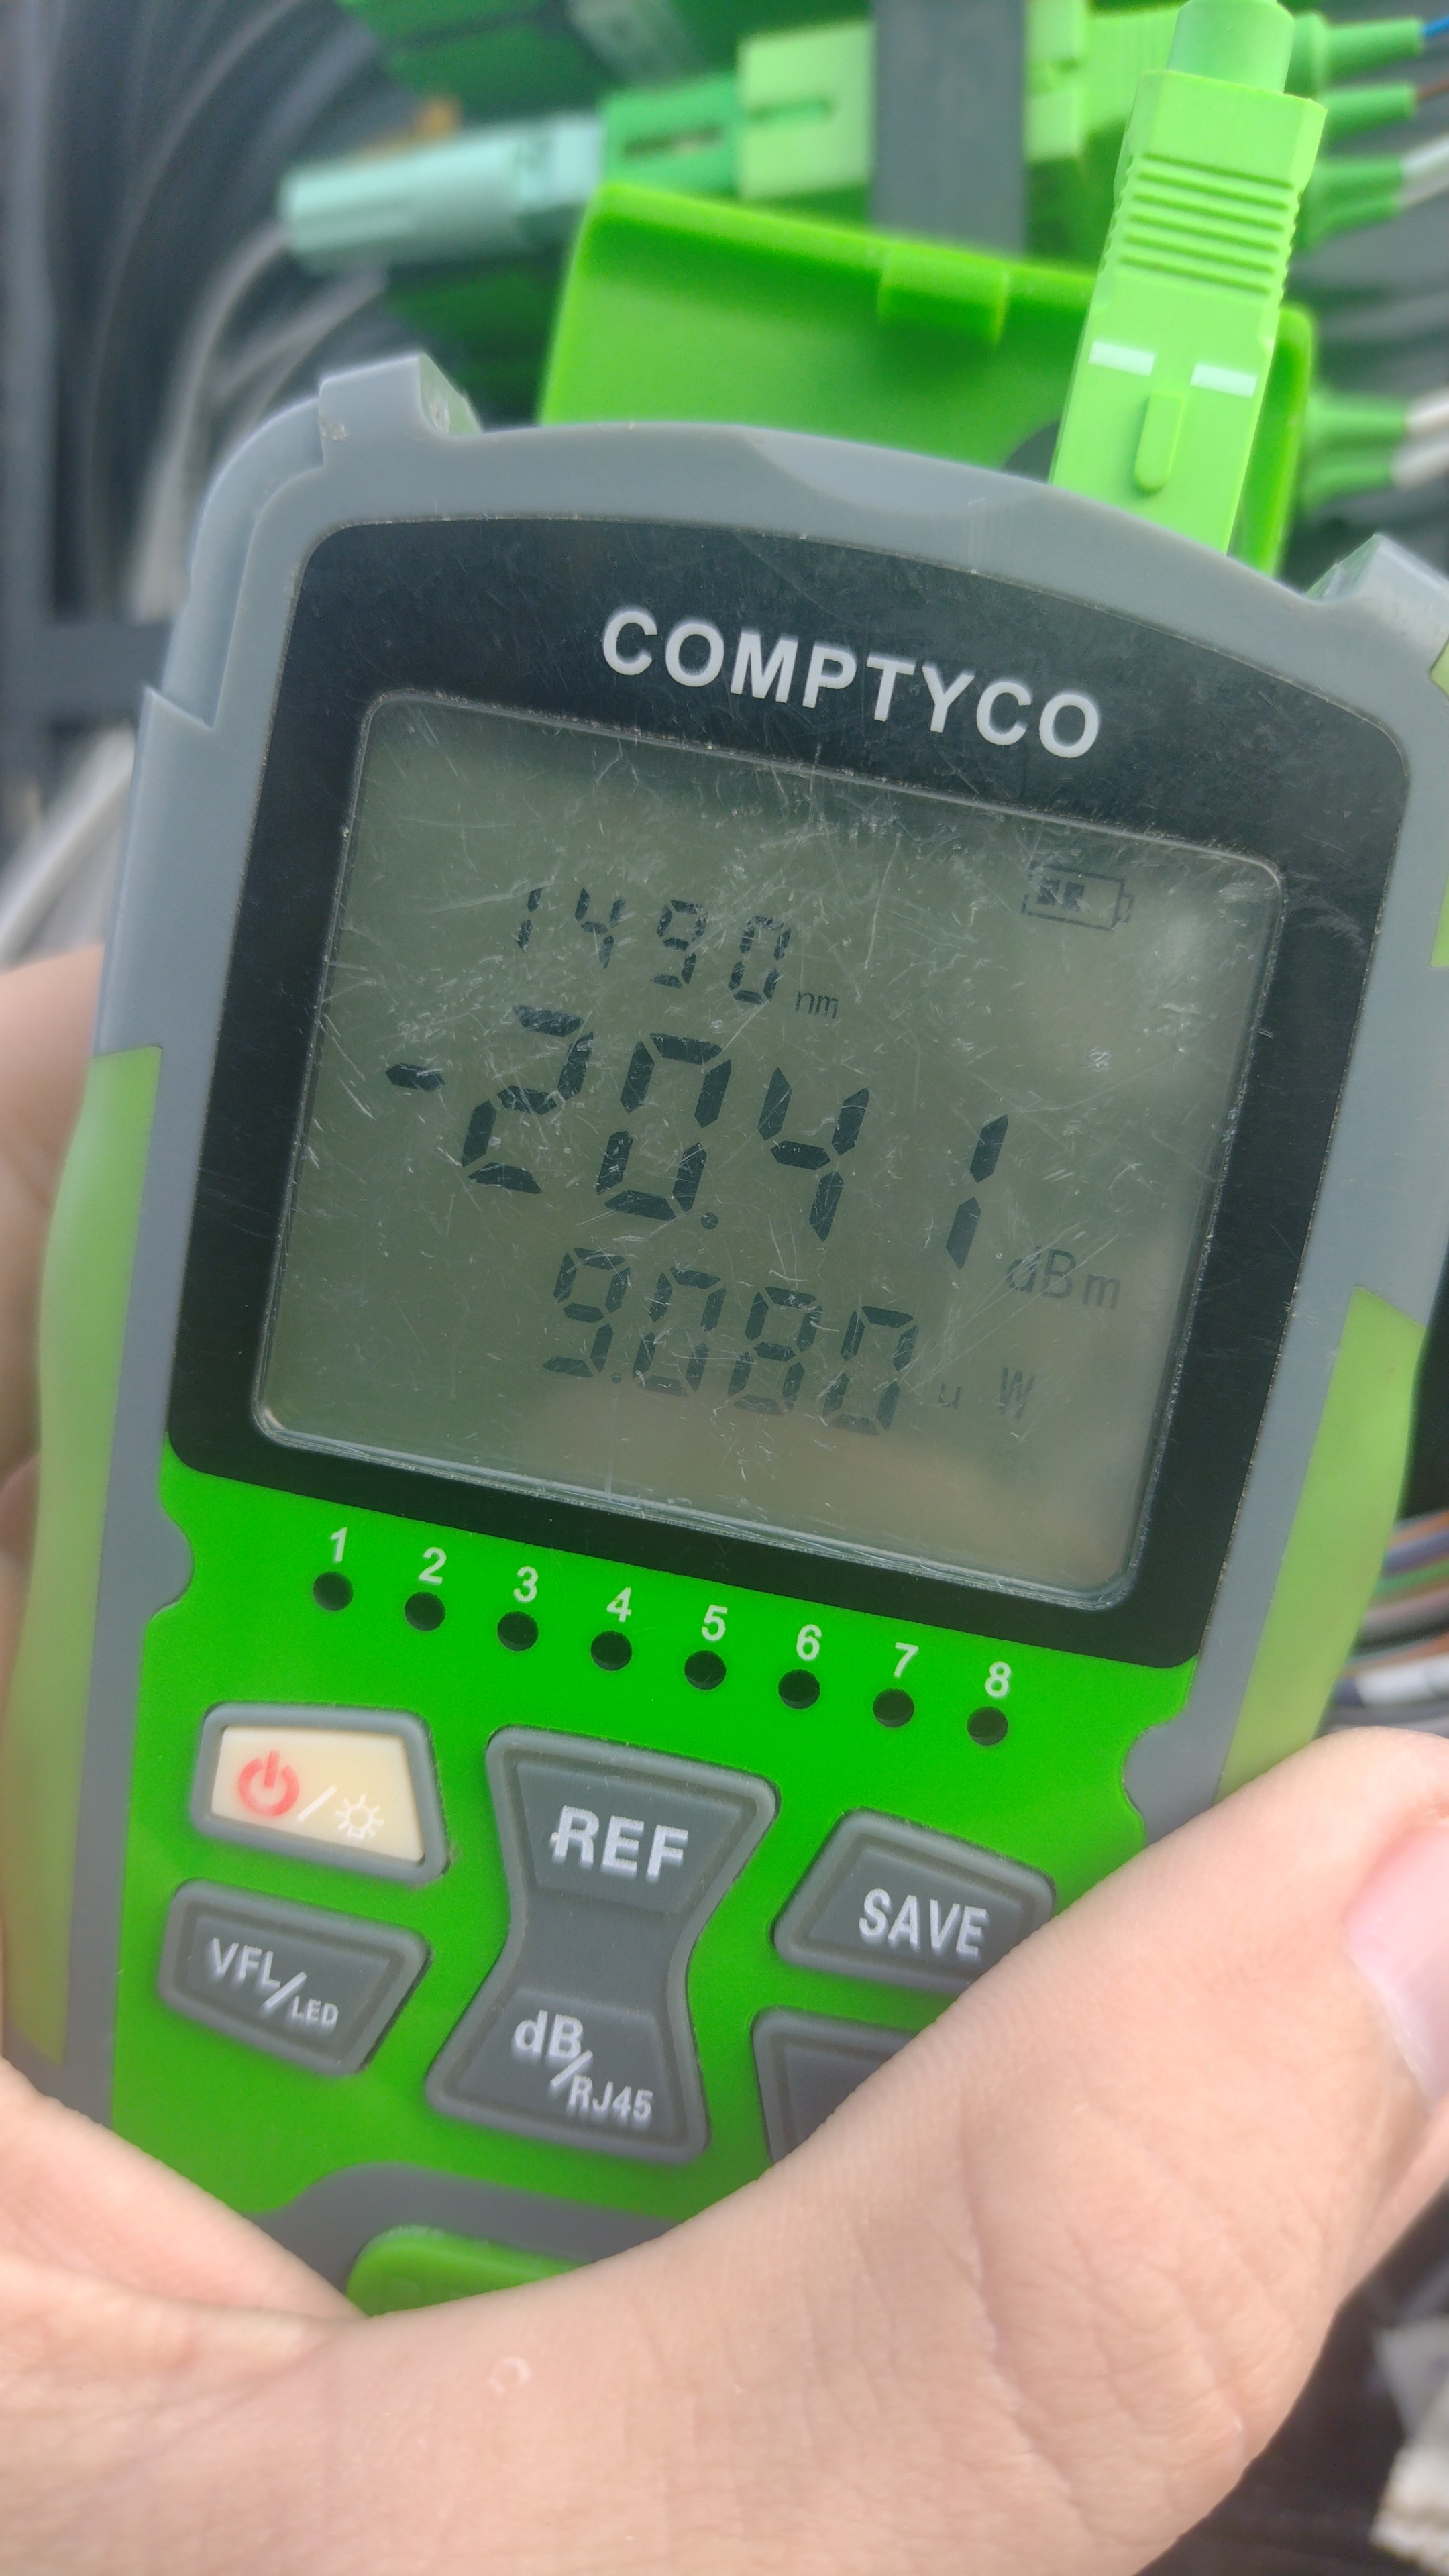 COMPTYCO
1490 nm
-20.41 dBm
9.080 u W
1 2 3 4 5 6 7 8
REF
SAVE
VFL/LED
dB/RJ45